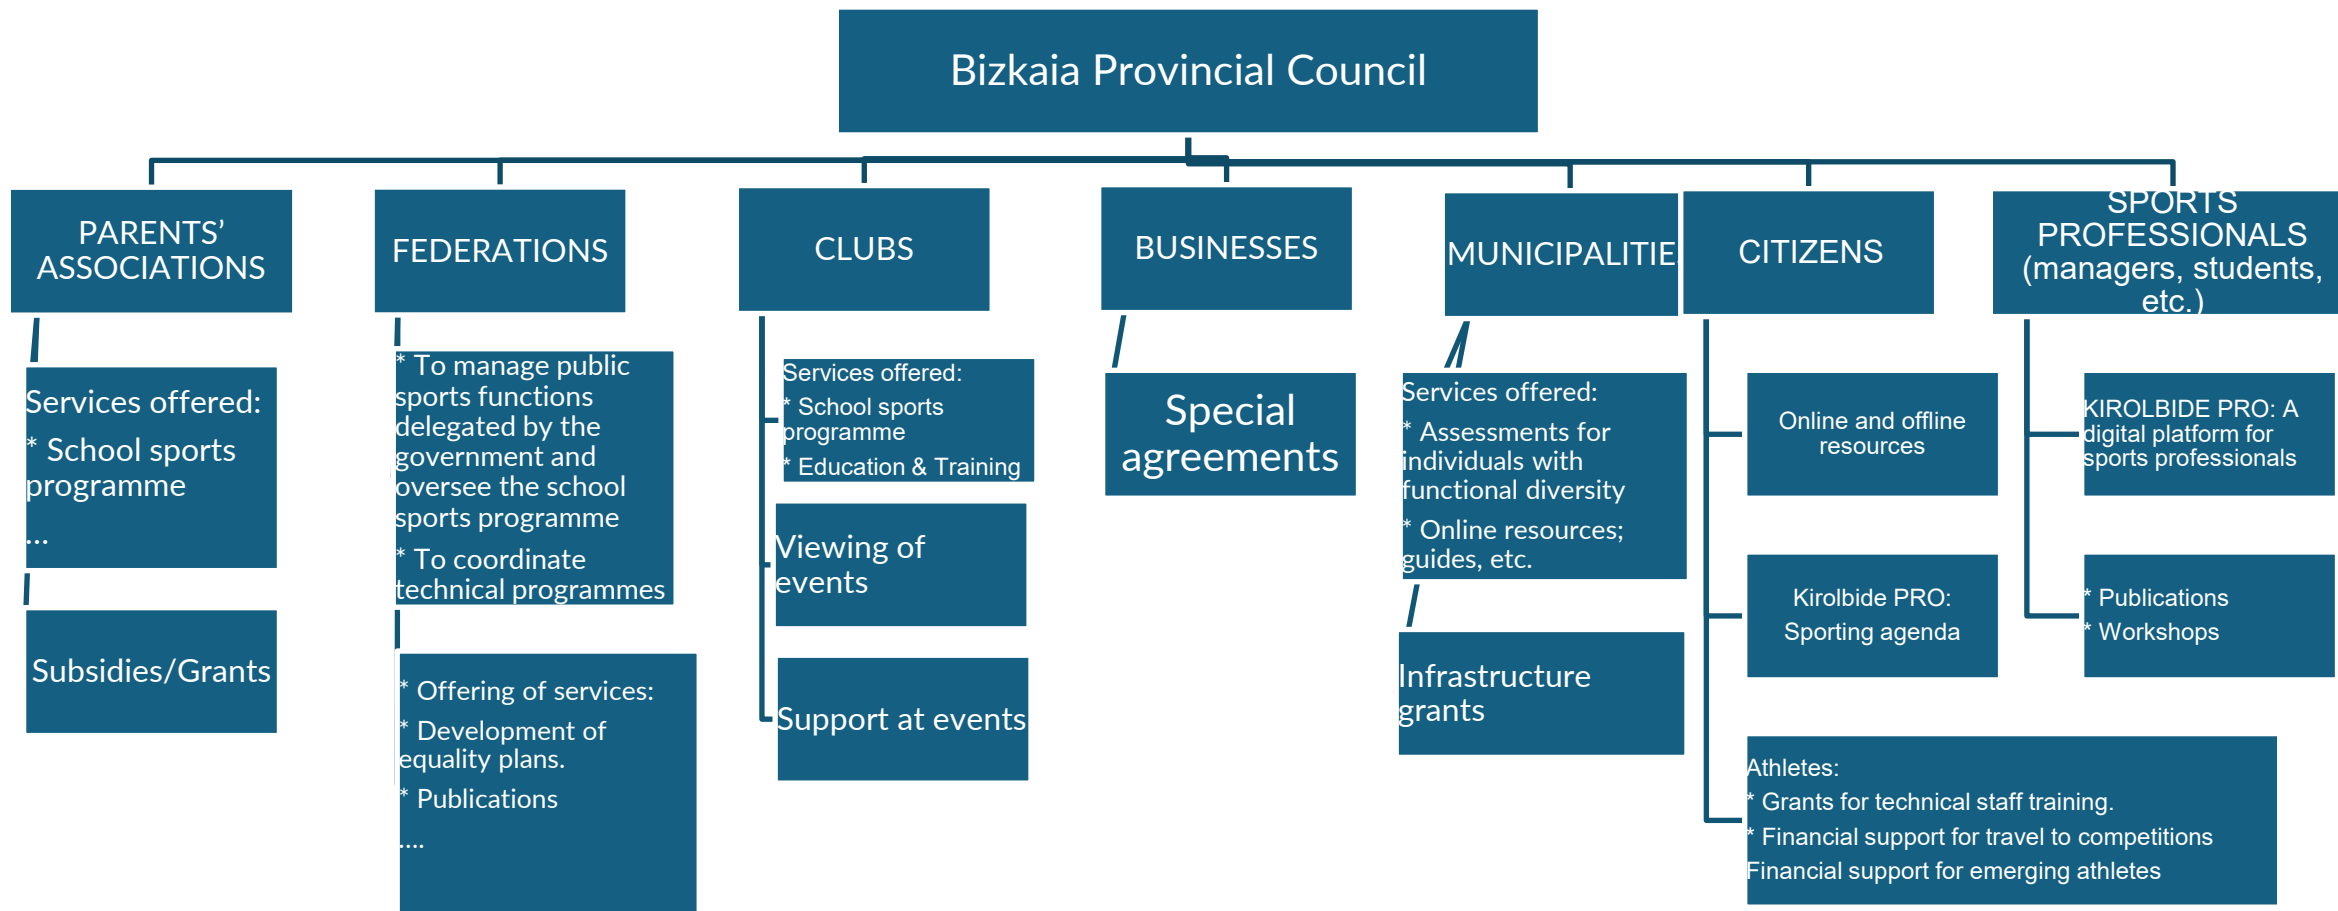 Bizkaia Provincial Council
PARENTS’
ASSOCIATIONS
Services offered:
* School sports
programme
...
Subsidies/Grants
FEDERATIONS
* To manage public
sports functions
delegated by the
government and
oversee the school
sports programme
* To coordinate
technical programmes
* Offering of services:
* Development of
equality plans.
* Publications
....
CLUBS
Services offered:
* School sports
programme
* Education & Training
Viewing of
events
Support at events
BUSINESSES
Special
agreements
MUNICIPALITIE
Services offered:
* Assessments for
individuals with
functional diversity
* Online resources;
guides, etc.
Infrastructure
grants
CITIZENS
Online and offline
resources
Kirolbide PRO:
Sporting agenda
Athletes:
* Grants for technical staff training.
* Financial support for travel to competitions
Financial support for emerging athletes
SPORTS
PROFESSIONALS
(managers, students,
etc.)
KIROLBIDE PRO: A
digital platform for
sports professionals
* Publications
* Workshops